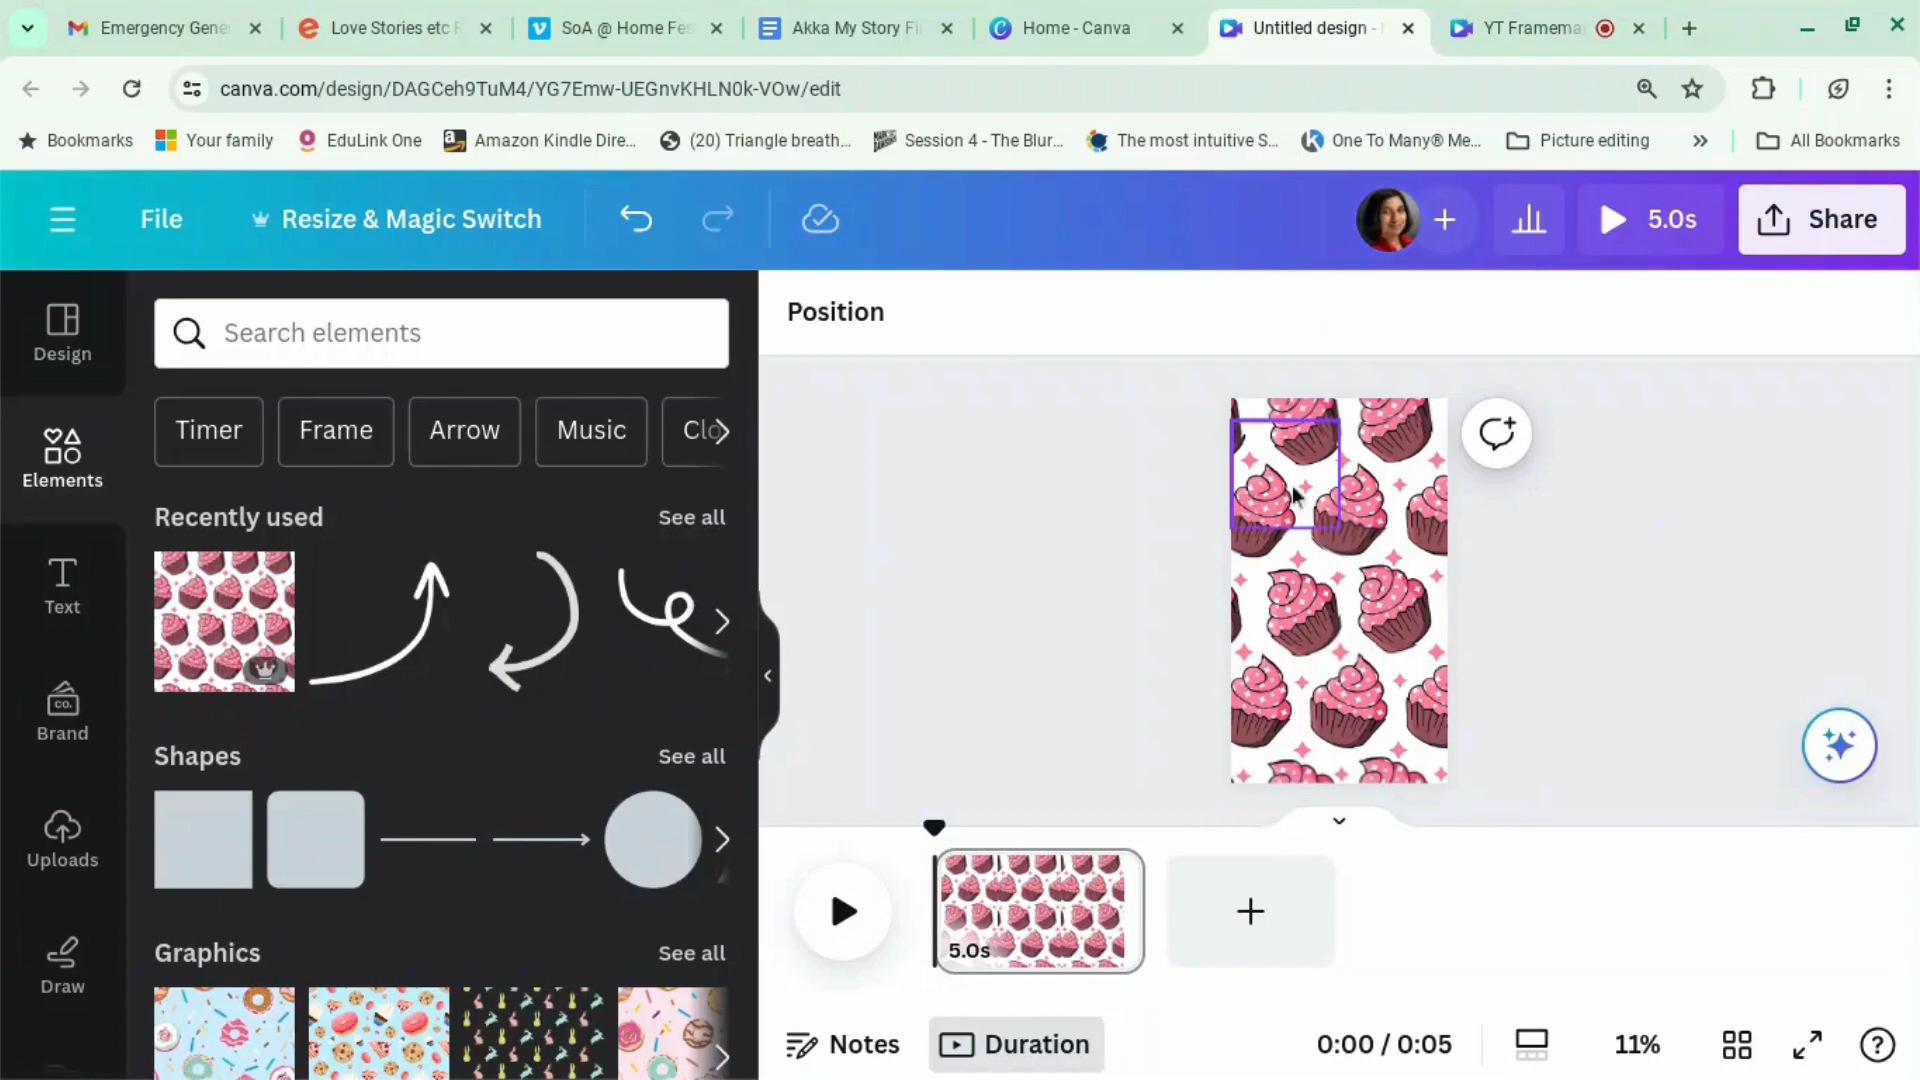 Emergency Gene
Love Stories etc F
SoA @ Home Fes
Akka My Story Fi
Home - Canva
Untitled design -
YT Framema
canva.com/design/DAGCeh9TuM4/YG7Emw-UEGnvKHLN0k-VOw/edit
Bookmarks
Your family
EduLink One
Amazon Kindle Dire...
(20) Triangle breath...
Session 4 - The Blur...
The most intuitive S...
One To Many® Me...
Picture editing
All Bookmarks
File
Resize & Magic Switch
5.0s
Share
Design
Elements
Text
Brand
CO.
Uploads
Draw
Search elements
Timer
Frame
Arrow
Music
Clo
Recently used
See all
Shapes
See all
Graphics
See all
Position
5.0s
Notes
Duration
0:00 / 0:05
11%